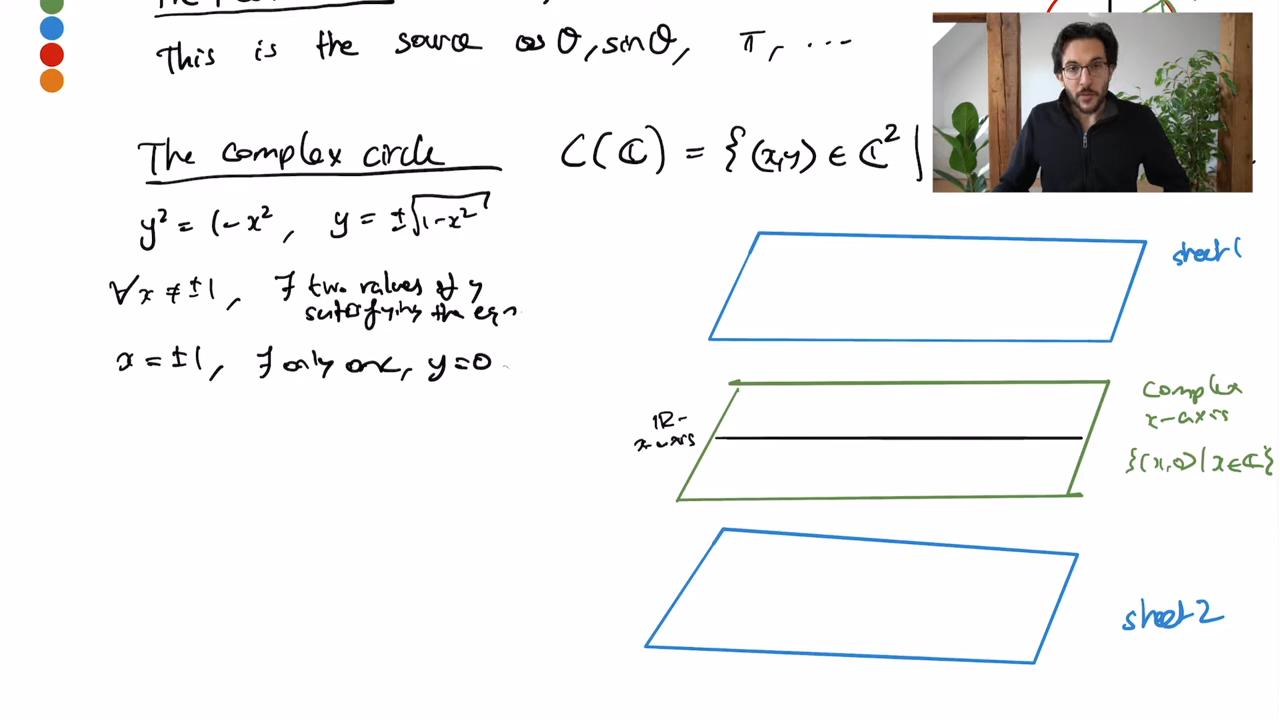 This is the source cos θ, sin θ, π, ...
The complex circle
C(ℂ) = {(x,y) ∈ ℂ² |
y² = 1-x², y = ±√1-x²
∀x ≠ ±1, ∃ two values of y
satisfying the eqn.
x = ±1, ∃ only one, y=0.
sheet 1
ℝ-
x-axis
complex
x-axis
{(x,0) | x∈ℂ}
sheet 2